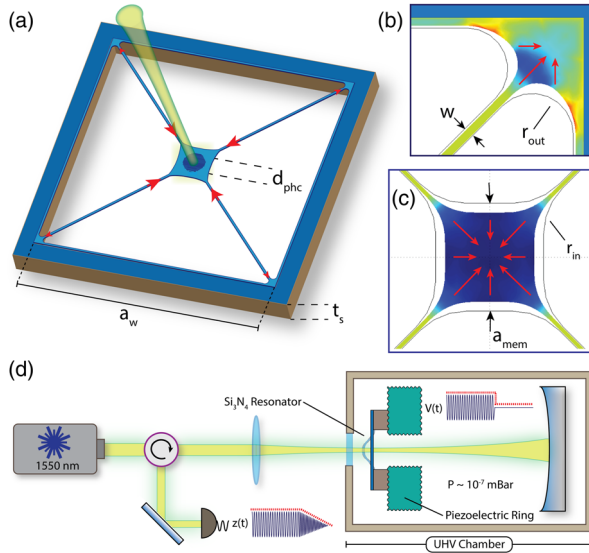 (a)
d_phc
a_w
t_s
(b)
w
r_out
(c)
r_in
a_mem
(d)
Si₃N₄ Resonator
V(t)
1550 nm
P ~ 10⁻⁷ mBar
z(t)
Piezoelectric Ring
UHV Chamber